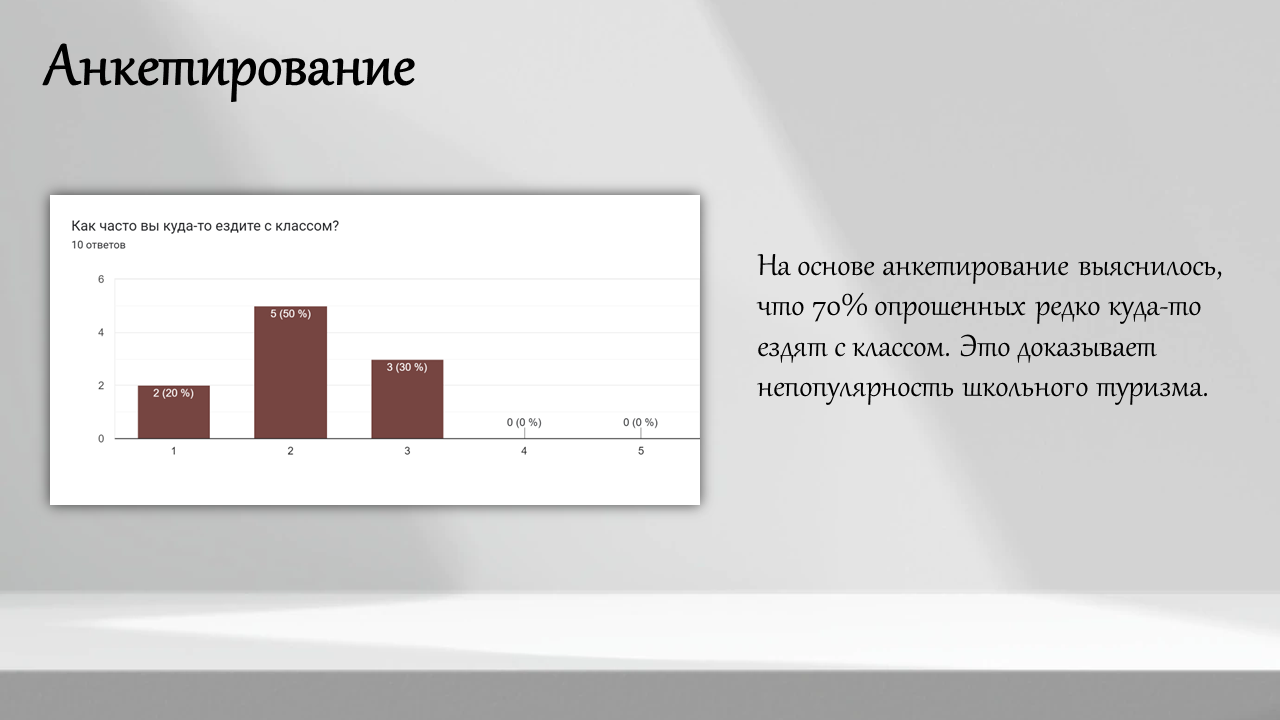 Анкетирование
Как часто вы куда-то ездите с классом?
10 ответов
6
4
2
0
2 (20 %)
5 (50 %)
3 (30 %)
0 (0 %)
0 (0 %)
1
2
3
4
5
На основе анкетирование выяснилось,
что 70% опрошенных редко куда-то
ездят с классом. Это доказывает
непопулярность школьного туризма.